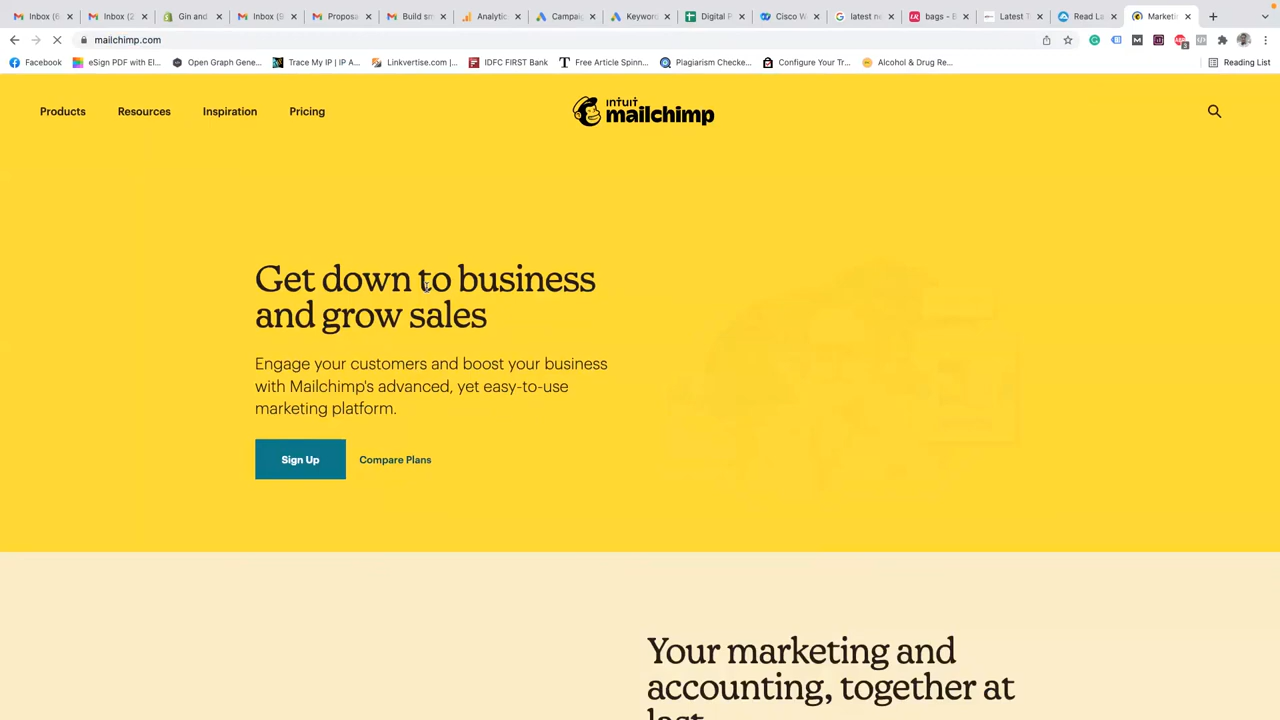 Inbox (6
Inbox (2
Gin and
Inbox (9
Proposa
Build sm
Analytic
Campaig
Keyword
Digital P
Cisco W
latest ne
bags - B
Latest T
Read La
Marketi
mailchimp.com
Facebook
eSign PDF with El...
Open Graph Gene...
Trace My IP | IP A...
Linkvertise.com |...
IDFC FIRST Bank
Free Article Spinn...
Plagiarism Checke...
Configure Your Tr...
Alcohol & Drug Re...
Reading List
Products
Resources
Inspiration
Pricing
INTUIT
mailchimp
Get down to business
and grow sales
Engage your customers and boost your business
with Mailchimp's advanced, yet easy-to-use
marketing platform.
Sign Up
Compare Plans
Your marketing and
accounting, together at
last